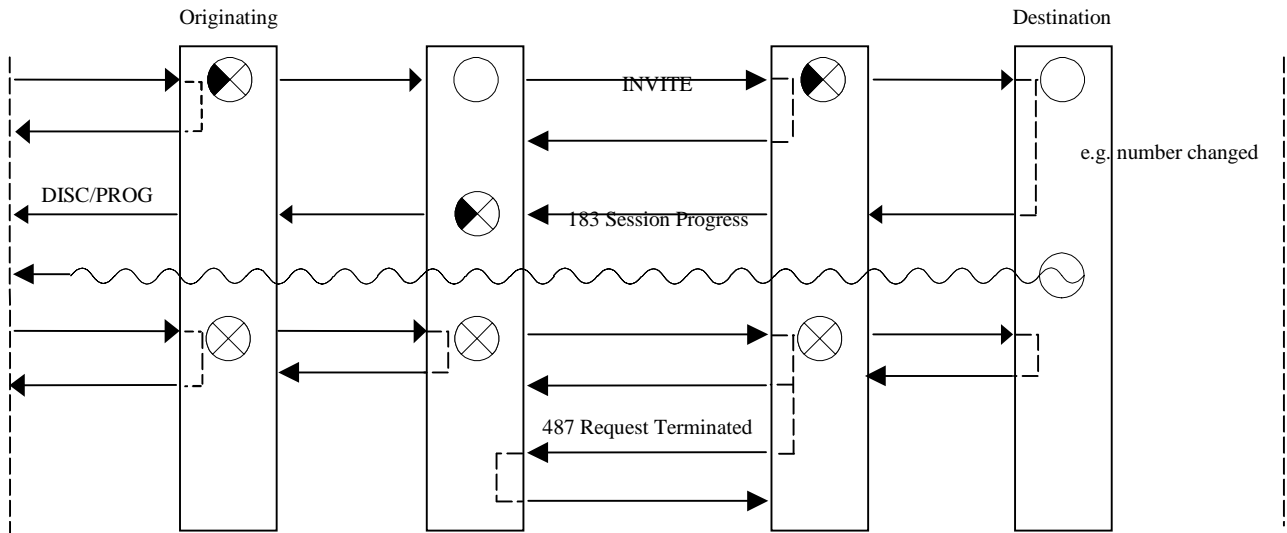 Originating
Destination
INVITE
e.g. number changed
DISC/PROG
183 Session Progress
487 Request Terminated